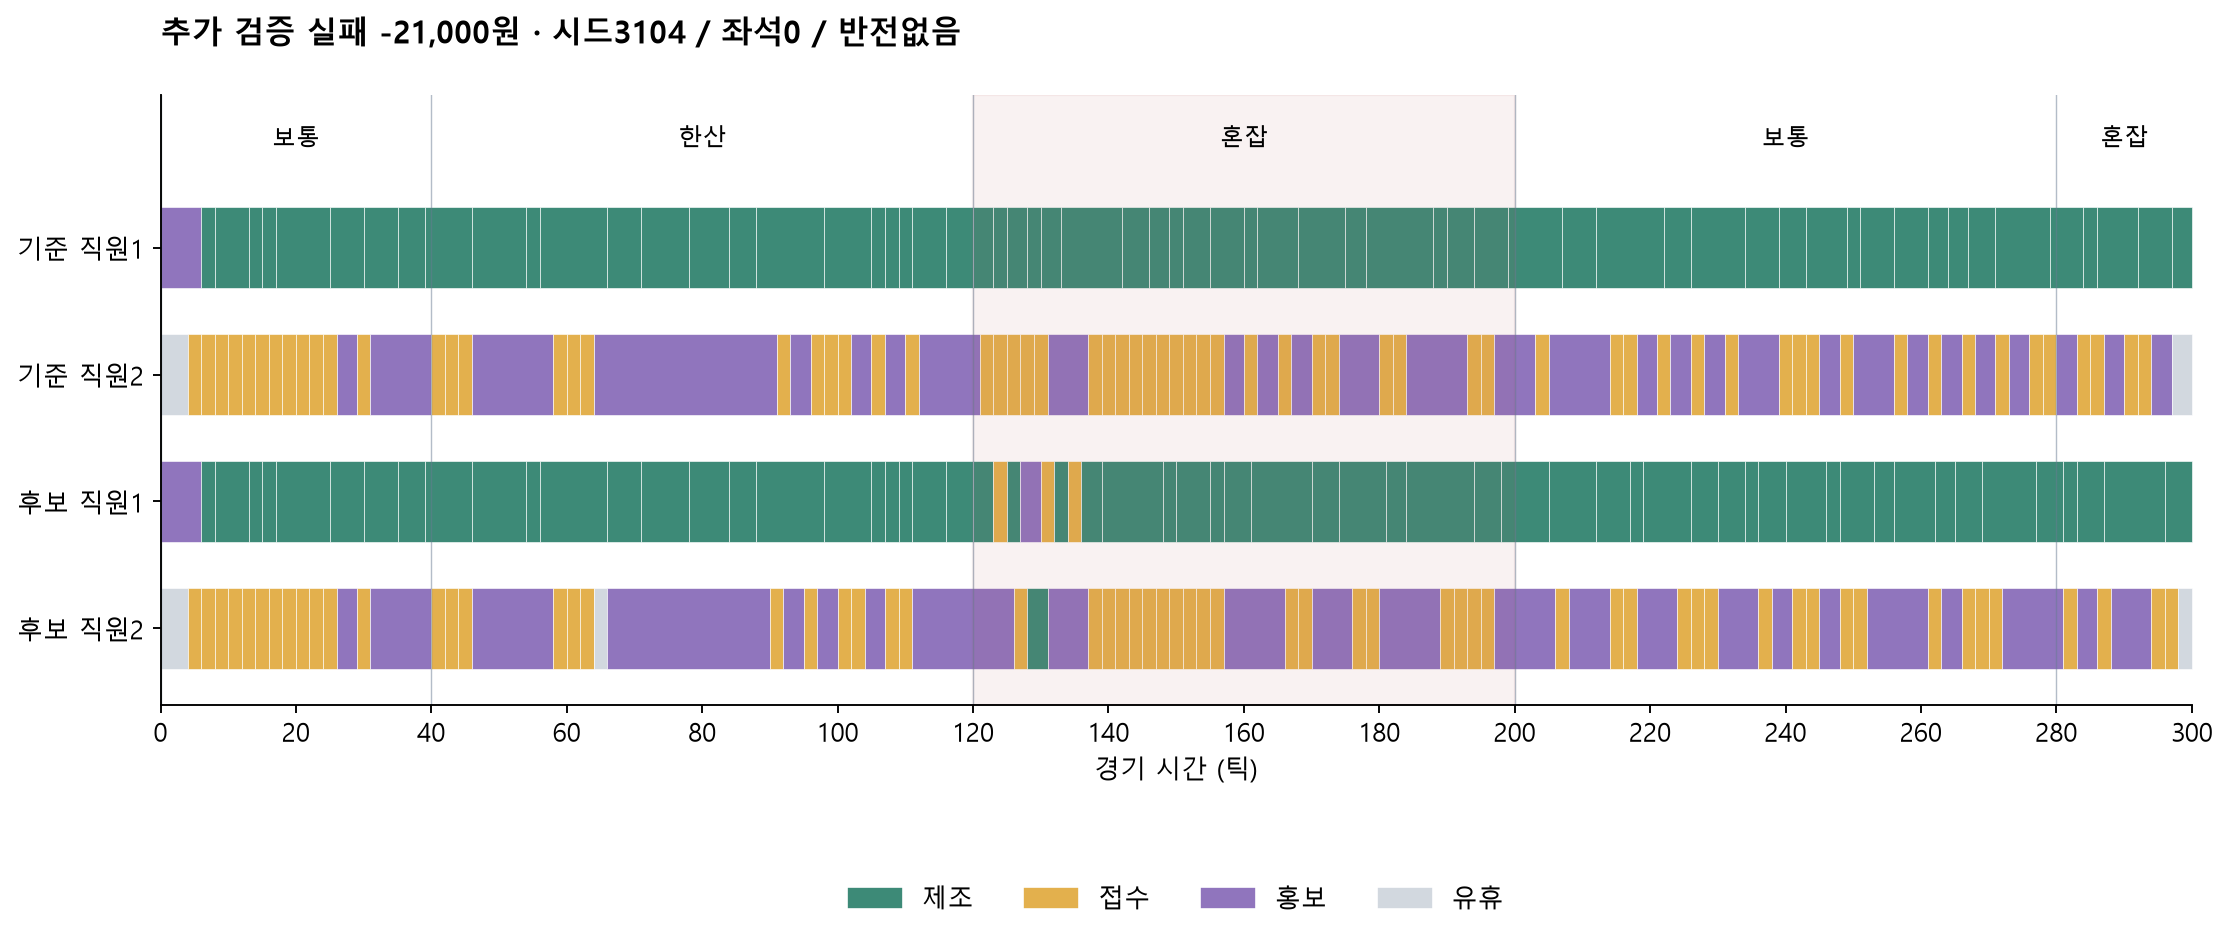 추가 검증 실패 -21,000원 · 시드3104 / 좌석0 / 반전없음
보통 한산 혼잡 보통 혼잡
기준 직원1
기준 직원2
후보 직원1
후보 직원2
0 20 40 60 80 100 120 140 160 180 200 220 240 260 280 300
경기 시간 (틱)
제조 접수 홍보 유휴